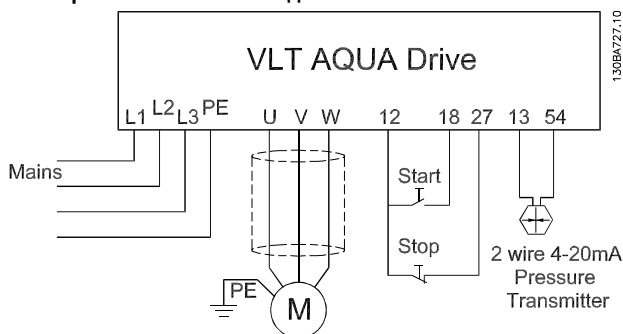 130BA727.10
VLT AQUA Drive
L1 L2 L3 PE U V W 12 18 27 13 54
Mains
Start
Stop
2 wire 4-20mA
Pressure
Transmitter
PE
M